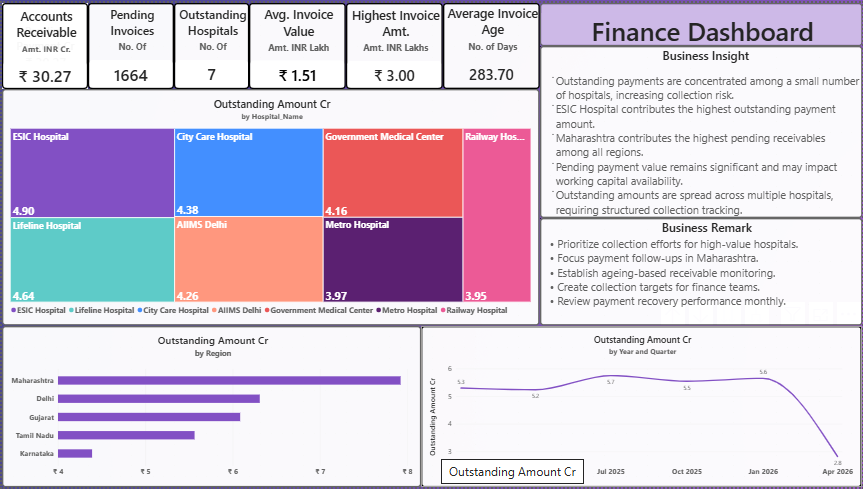 Accounts
Receivable
Amt. INR Cr.
₹ 30.27
Pending
Invoices
No. Of
1664
Outstanding
Hospitals
No. Of
7
Avg. Invoice
Value
Amt. INR Lakh
₹ 1.51
Highest Invoice
Amt.
Amt. INR Lakhs
₹ 3.00
Average Invoice
Age
No. of Days
283.70
Finance Dashboard
Business Insight
Outstanding payments are concentrated among a small number
of hospitals, increasing collection risk.
ESIC Hospital contributes the highest outstanding payment
amount.
Maharashtra contributes the highest pending receivables
among all regions.
Pending payment value remains significant and may impact
working capital availability.
Outstanding amounts are spread across multiple hospitals,
requiring structured collection tracking.
Business Remark
• Prioritize collection efforts for high-value hospitals.
• Focus payment follow-ups in Maharashtra.
• Establish ageing-based receivable monitoring.
• Create collection targets for finance teams.
• Review payment recovery performance monthly.
Outstanding Amount Cr
by Hospital_Name
ESIC Hospital
4.90
City Care Hospital
4.38
Government Medical Center
4.16
Railway Hos...
3.95
Lifeline Hospital
4.64
AIIMS Delhi
4.26
Metro Hospital
3.97
ESIC Hospital Lifeline Hospital City Care Hospital AIIMS Delhi Government Medical Center Metro Hospital Railway Hospital
Outstanding Amount Cr
by Region
Maharashtra
Delhi
Gujarat
Tamil Nadu
Karnataka
₹ 4 ₹ 5 ₹ 6 ₹ 7 ₹ 8
Outstanding Amount Cr
by Year and Quarter
Outstanding Amount Cr
6
5
4
3
5.3
5.2
5.7
5.5
5.6
2.8
Jul 2025 Oct 2025 Jan 2026 Apr 2026
Outstanding Amount Cr